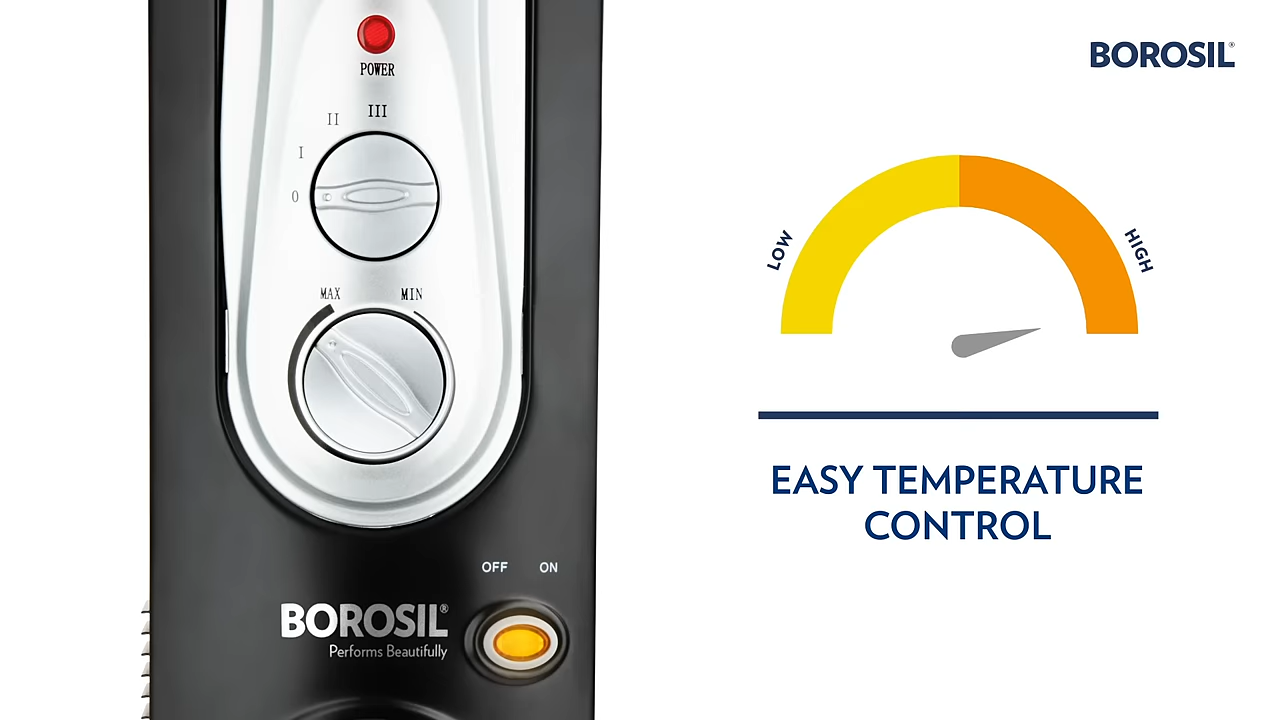 POWER
III
II
I
0
MAX MIN
OFF ON
BOROSIL®
Performs Beautifully
BOROSIL®
LOW
HIGH
EASY TEMPERATURE
CONTROL